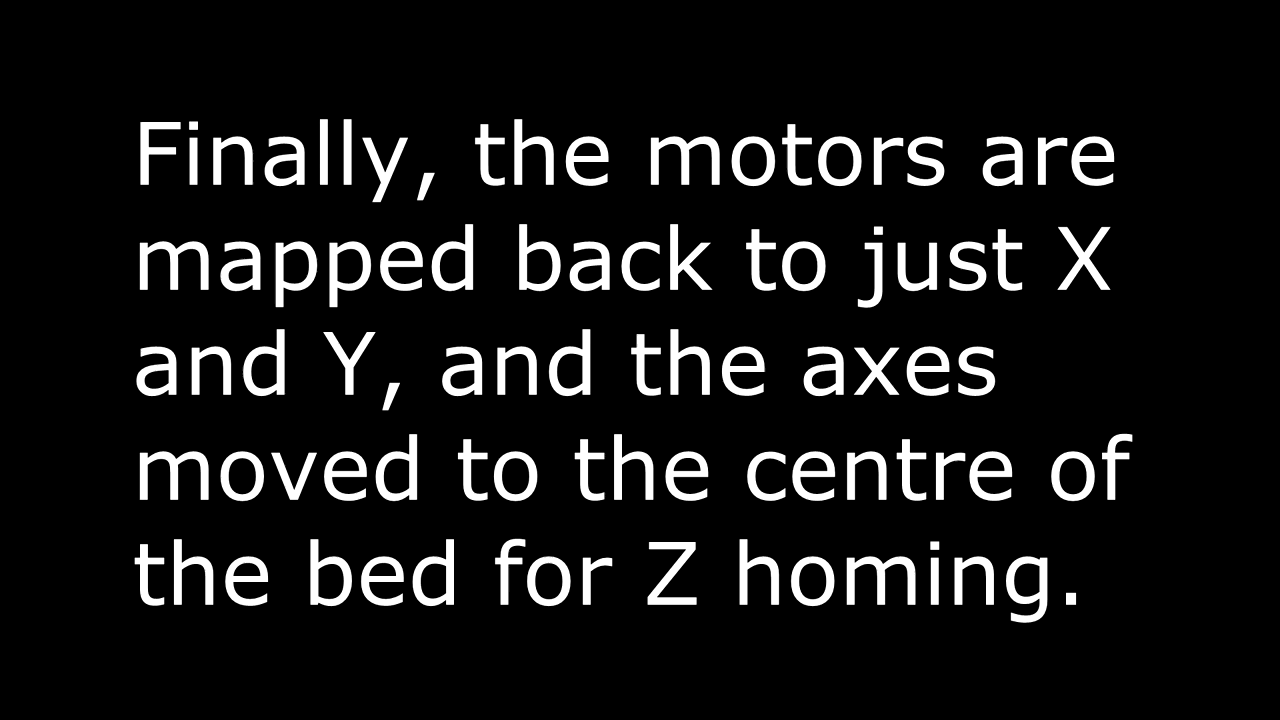 Finally, the motors are
mapped back to just X
and Y, and the axes
moved to the centre of
the bed for Z homing.